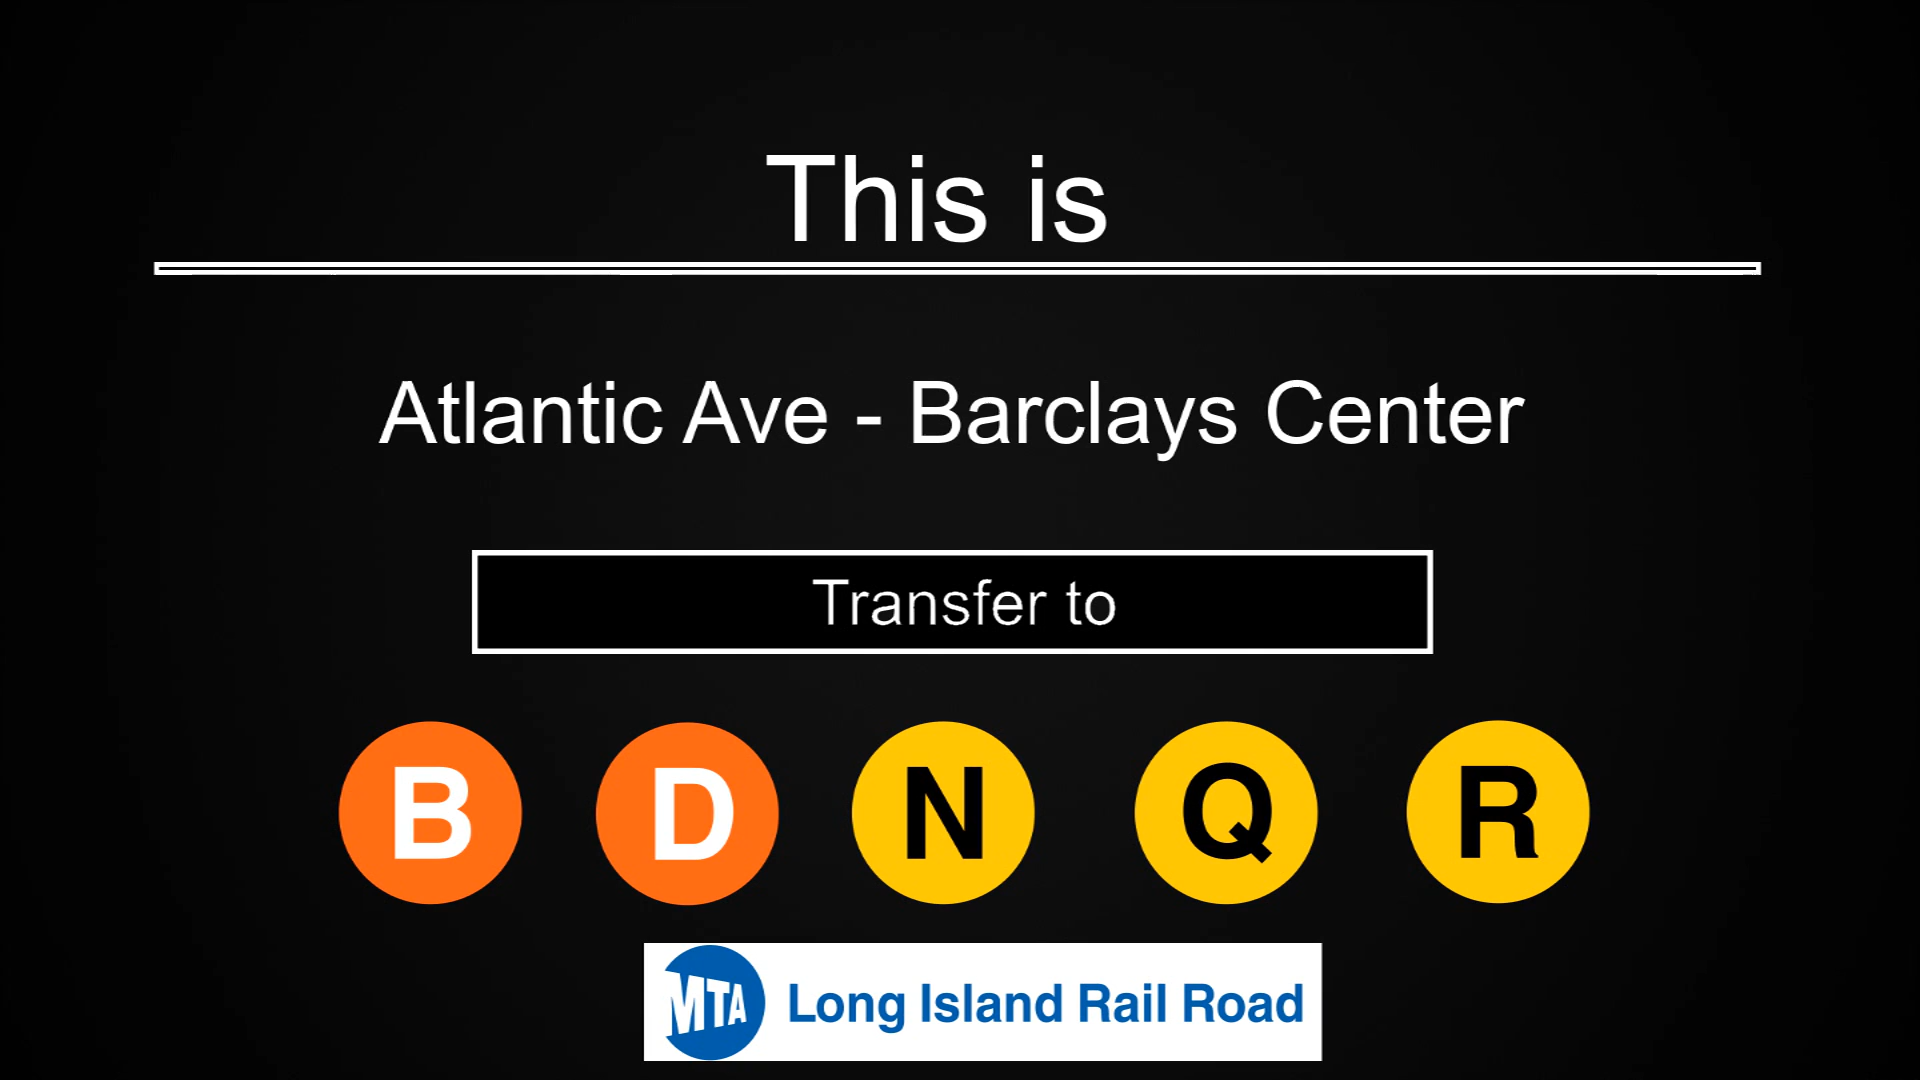 This is
Atlantic Ave - Barclays Center
Transfer to
B D N Q R
MTA Long Island Rail Road